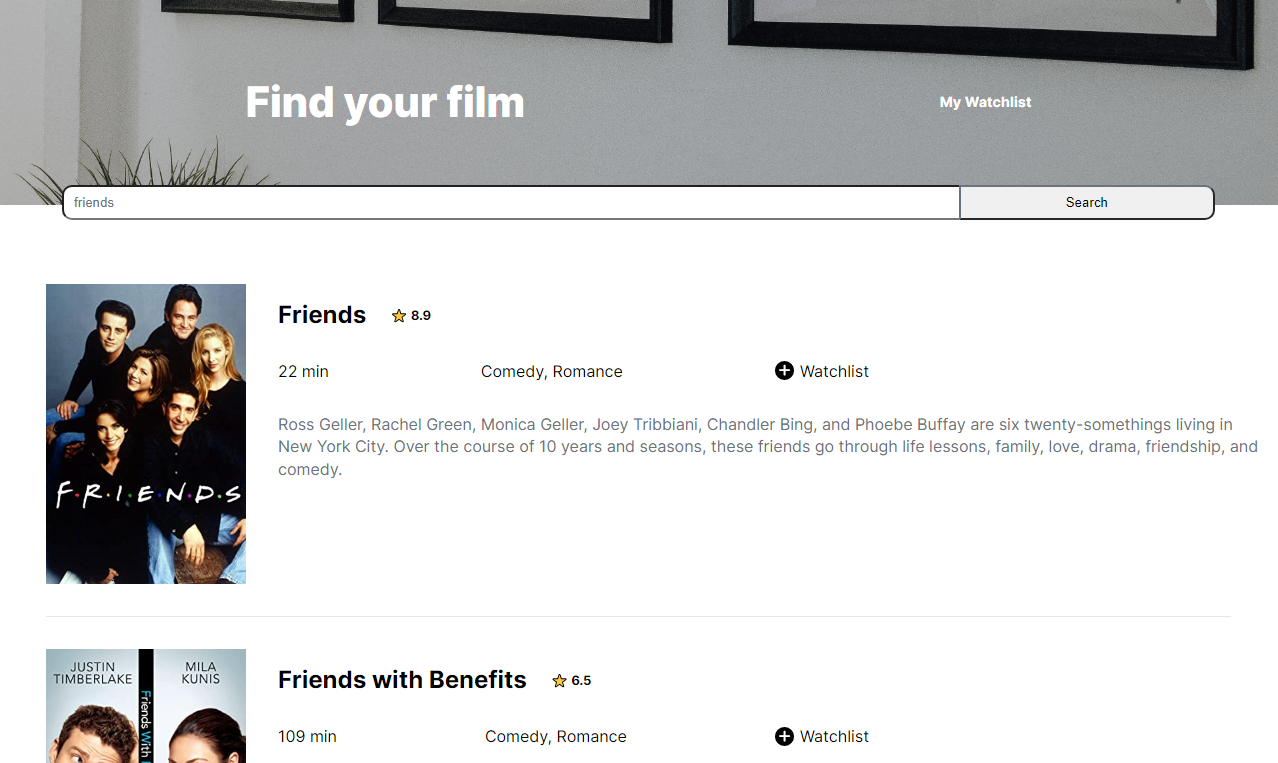 Find your film
My Watchlist
friends
Search
Friends
8.9
22 min
Comedy, Romance
Watchlist
Ross Geller, Rachel Green, Monica Geller, Joey Tribbiani, Chandler Bing, and Phoebe Buffay are six twenty-somethings living in
New York City. Over the course of 10 years and seasons, these friends go through life lessons, family, love, drama, friendship, and
comedy.
F·R·I·E·N·D·S
JUSTIN
TIMBERLAKE
MILA
KUNIS
Friends With
Friends with Benefits
6.5
109 min
Comedy, Romance
Watchlist